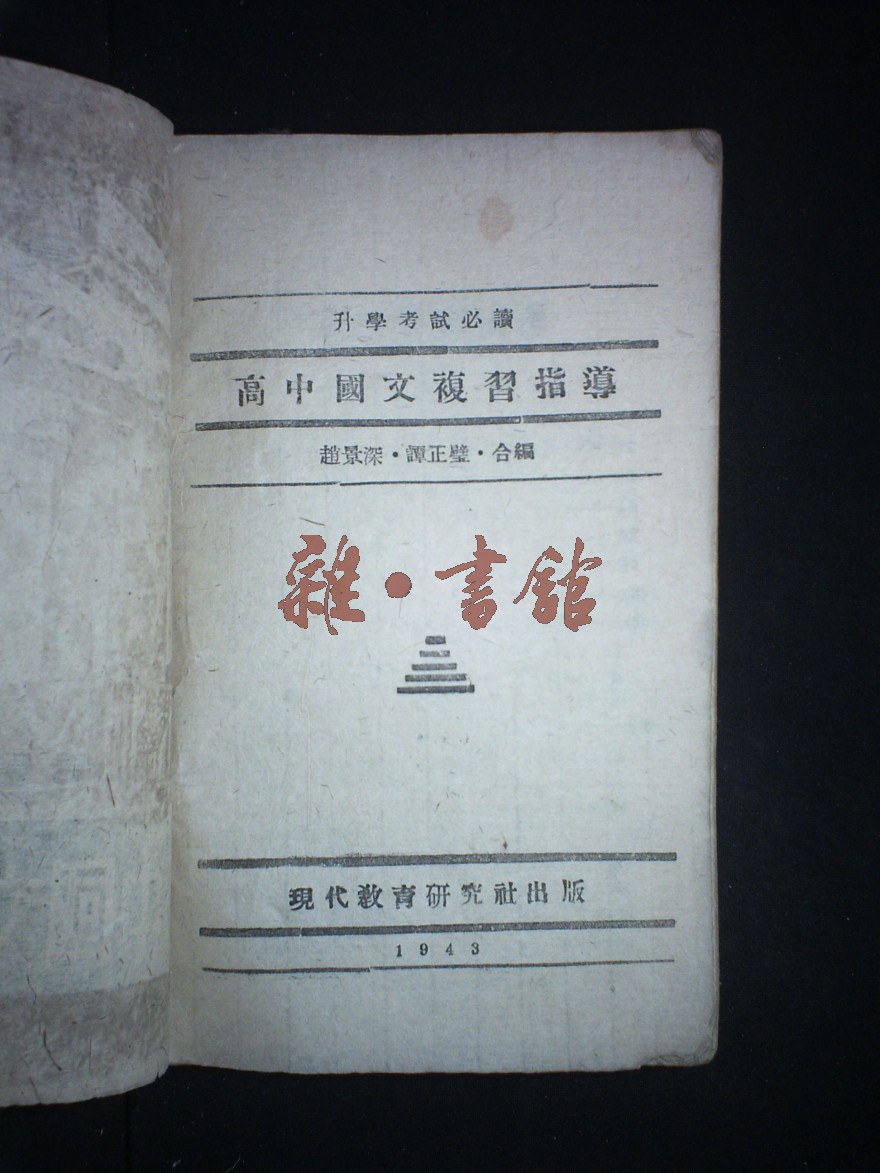 升學考試必讀
高中國文複習指導
趙景深・譚正璧・合編
雜・書館
現代教育研究社出版
1943